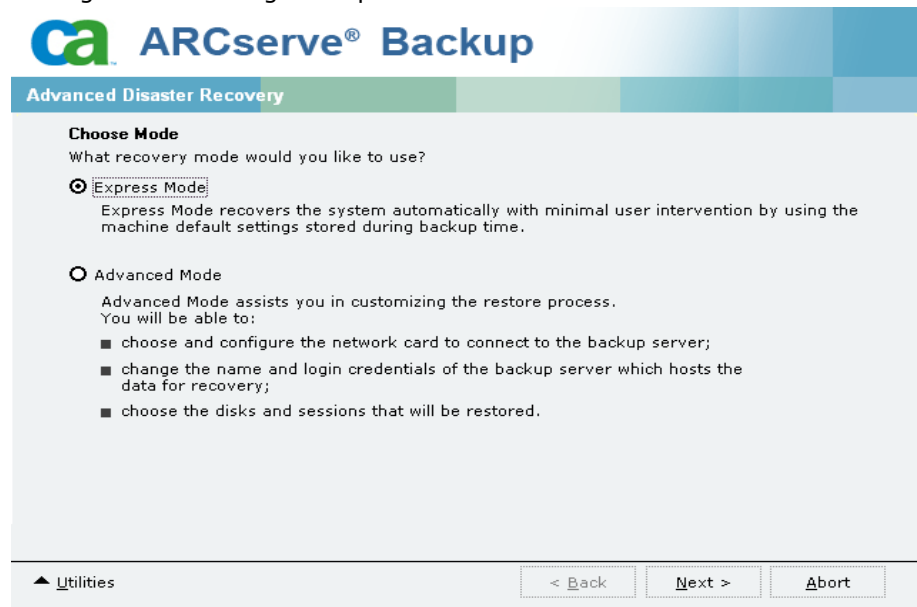 ca ARCserve® Backup
Advanced Disaster Recovery
Choose Mode
What recovery mode would you like to use?
Express Mode
Express Mode recovers the system automatically with minimal user intervention by using the
machine default settings stored during backup time.
Advanced Mode
Advanced Mode assists you in customizing the restore process.
You will be able to:
■ choose and configure the network card to connect to the backup server;
■ change the name and login credentials of the backup server which hosts the
data for recovery;
■ choose the disks and sessions that will be restored.
Utilities
< Back Next > Abort